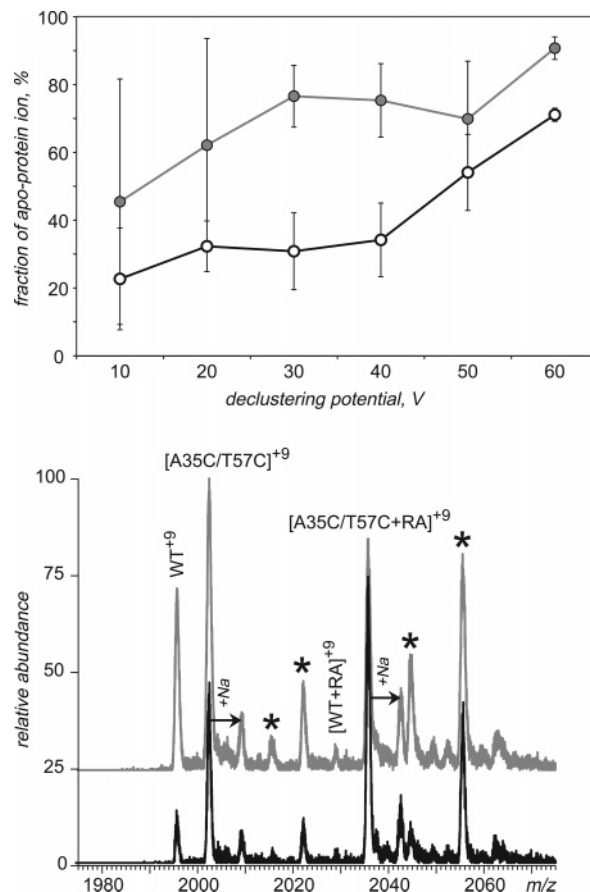 100
80
60
40
20
0
fraction of apo-protein ion, %
10 20 30 40 50 60
declustering potential, V
100
75
50
25
0
relative abundance
[A35C/T57C]⁺⁹
WT⁺⁹
[A35C/T57C+RA]⁺⁹
[WT+RA]⁺⁹
+Na
+Na
*
*
*
*
1980 2000 2020 2040 2060 m/z